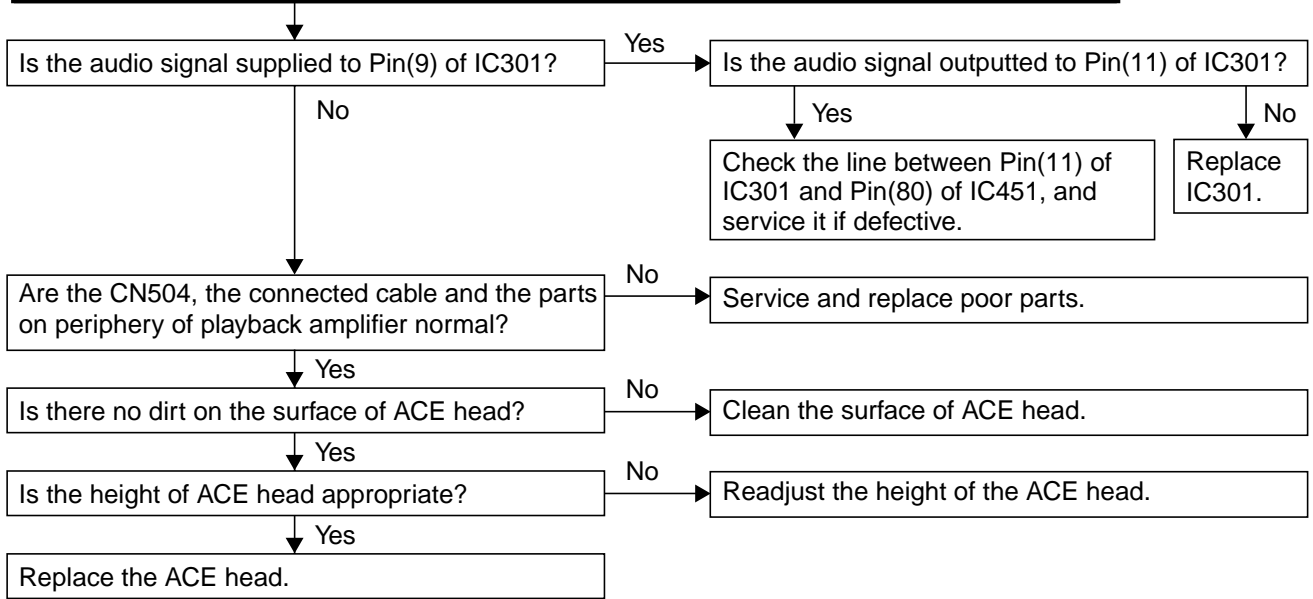 Is the audio signal supplied to Pin(9) of IC301?
Yes
Is the audio signal outputted to Pin(11) of IC301?
No
Yes
No
Check the line between Pin(11) of
IC301 and Pin(80) of IC451, and
service it if defective.
Replace
IC301.
Are the CN504, the connected cable and the parts
on periphery of playback amplifier normal?
No
Service and replace poor parts.
Yes
Is there no dirt on the surface of ACE head?
No
Clean the surface of ACE head.
Yes
Is the height of ACE head appropriate?
No
Readjust the height of the ACE head.
Yes
Replace the ACE head.